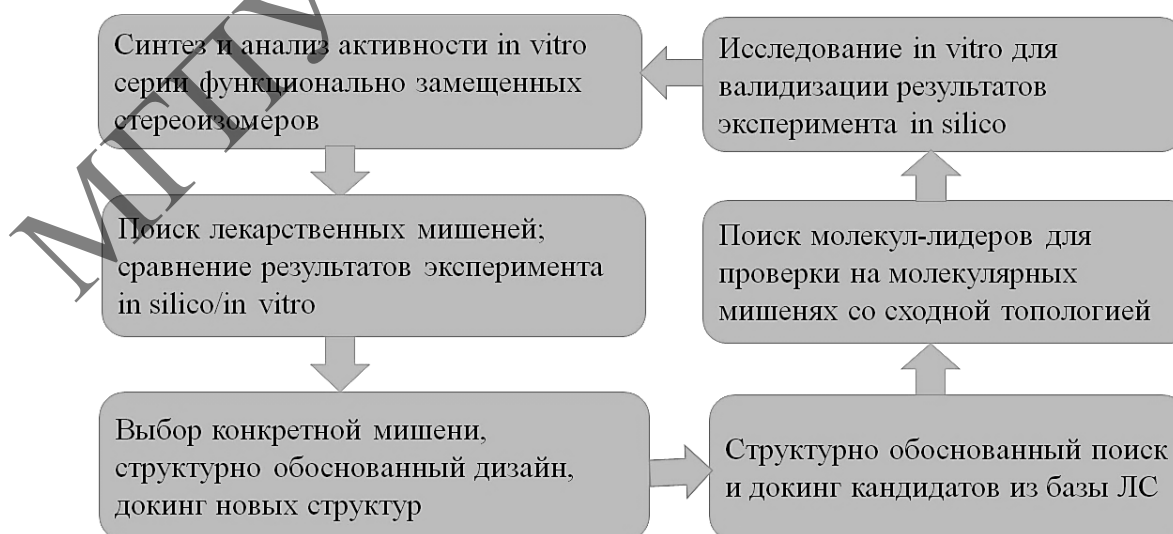 Синтез и анализ активности in vitro
серии функционально замещенных
стереоизомеров
Поиск лекарственных мишеней;
сравнение результатов эксперимента
in silico/in vitro
Выбор конкретной мишени,
структурно обоснованный дизайн,
докинг новых структур
Структурно обоснованный поиск
и докинг кандидатов из базы ЛС
Поиск молекул-лидеров для
проверки на молекулярных
мишенях со сходной топологией
Исследование in vitro для
валидизации результатов
эксперимента in silico